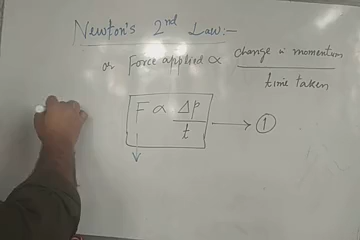 Newton's 2nd Law:-
or Force applied ∝ change in momentum / time taken
F ∝ Δp / t → ①